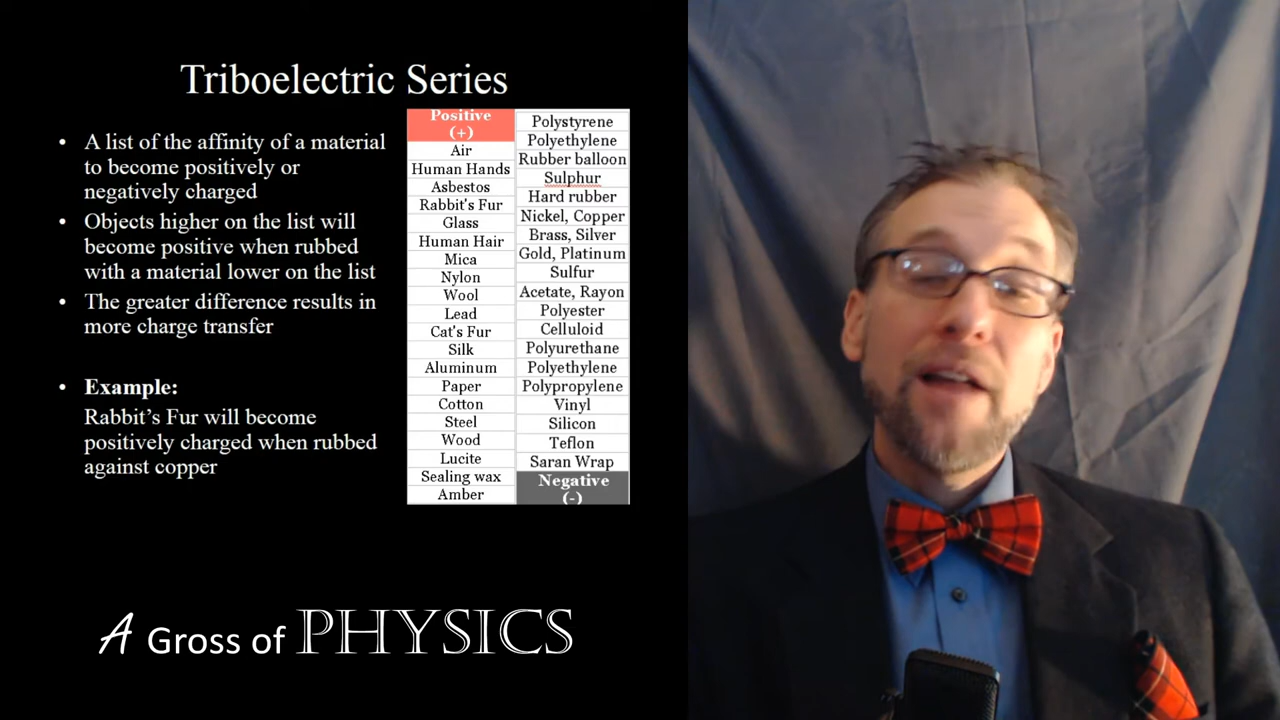 Triboelectric Series
• A list of the affinity of a material
to become positively or
negatively charged
• Objects higher on the list will
become positive when rubbed
with a material lower on the list
• The greater difference results in
more charge transfer
• Example:
Rabbit's Fur will become
positively charged when rubbed
against copper
Positive
(+)
Air
Human Hands
Asbestos
Rabbit's Fur
Glass
Human Hair
Mica
Nylon
Wool
Lead
Cat's Fur
Silk
Aluminum
Paper
Cotton
Steel
Wood
Lucite
Sealing wax
Amber
Polystyrene
Polyethylene
Rubber balloon
Sulphur
Hard rubber
Nickel, Copper
Brass, Silver
Gold, Platinum
Sulfur
Acetate, Rayon
Polyester
Celluloid
Polyurethane
Polyethylene
Polypropylene
Vinyl
Silicon
Teflon
Saran Wrap
Negative
(-)
A Gross of PHYSICS